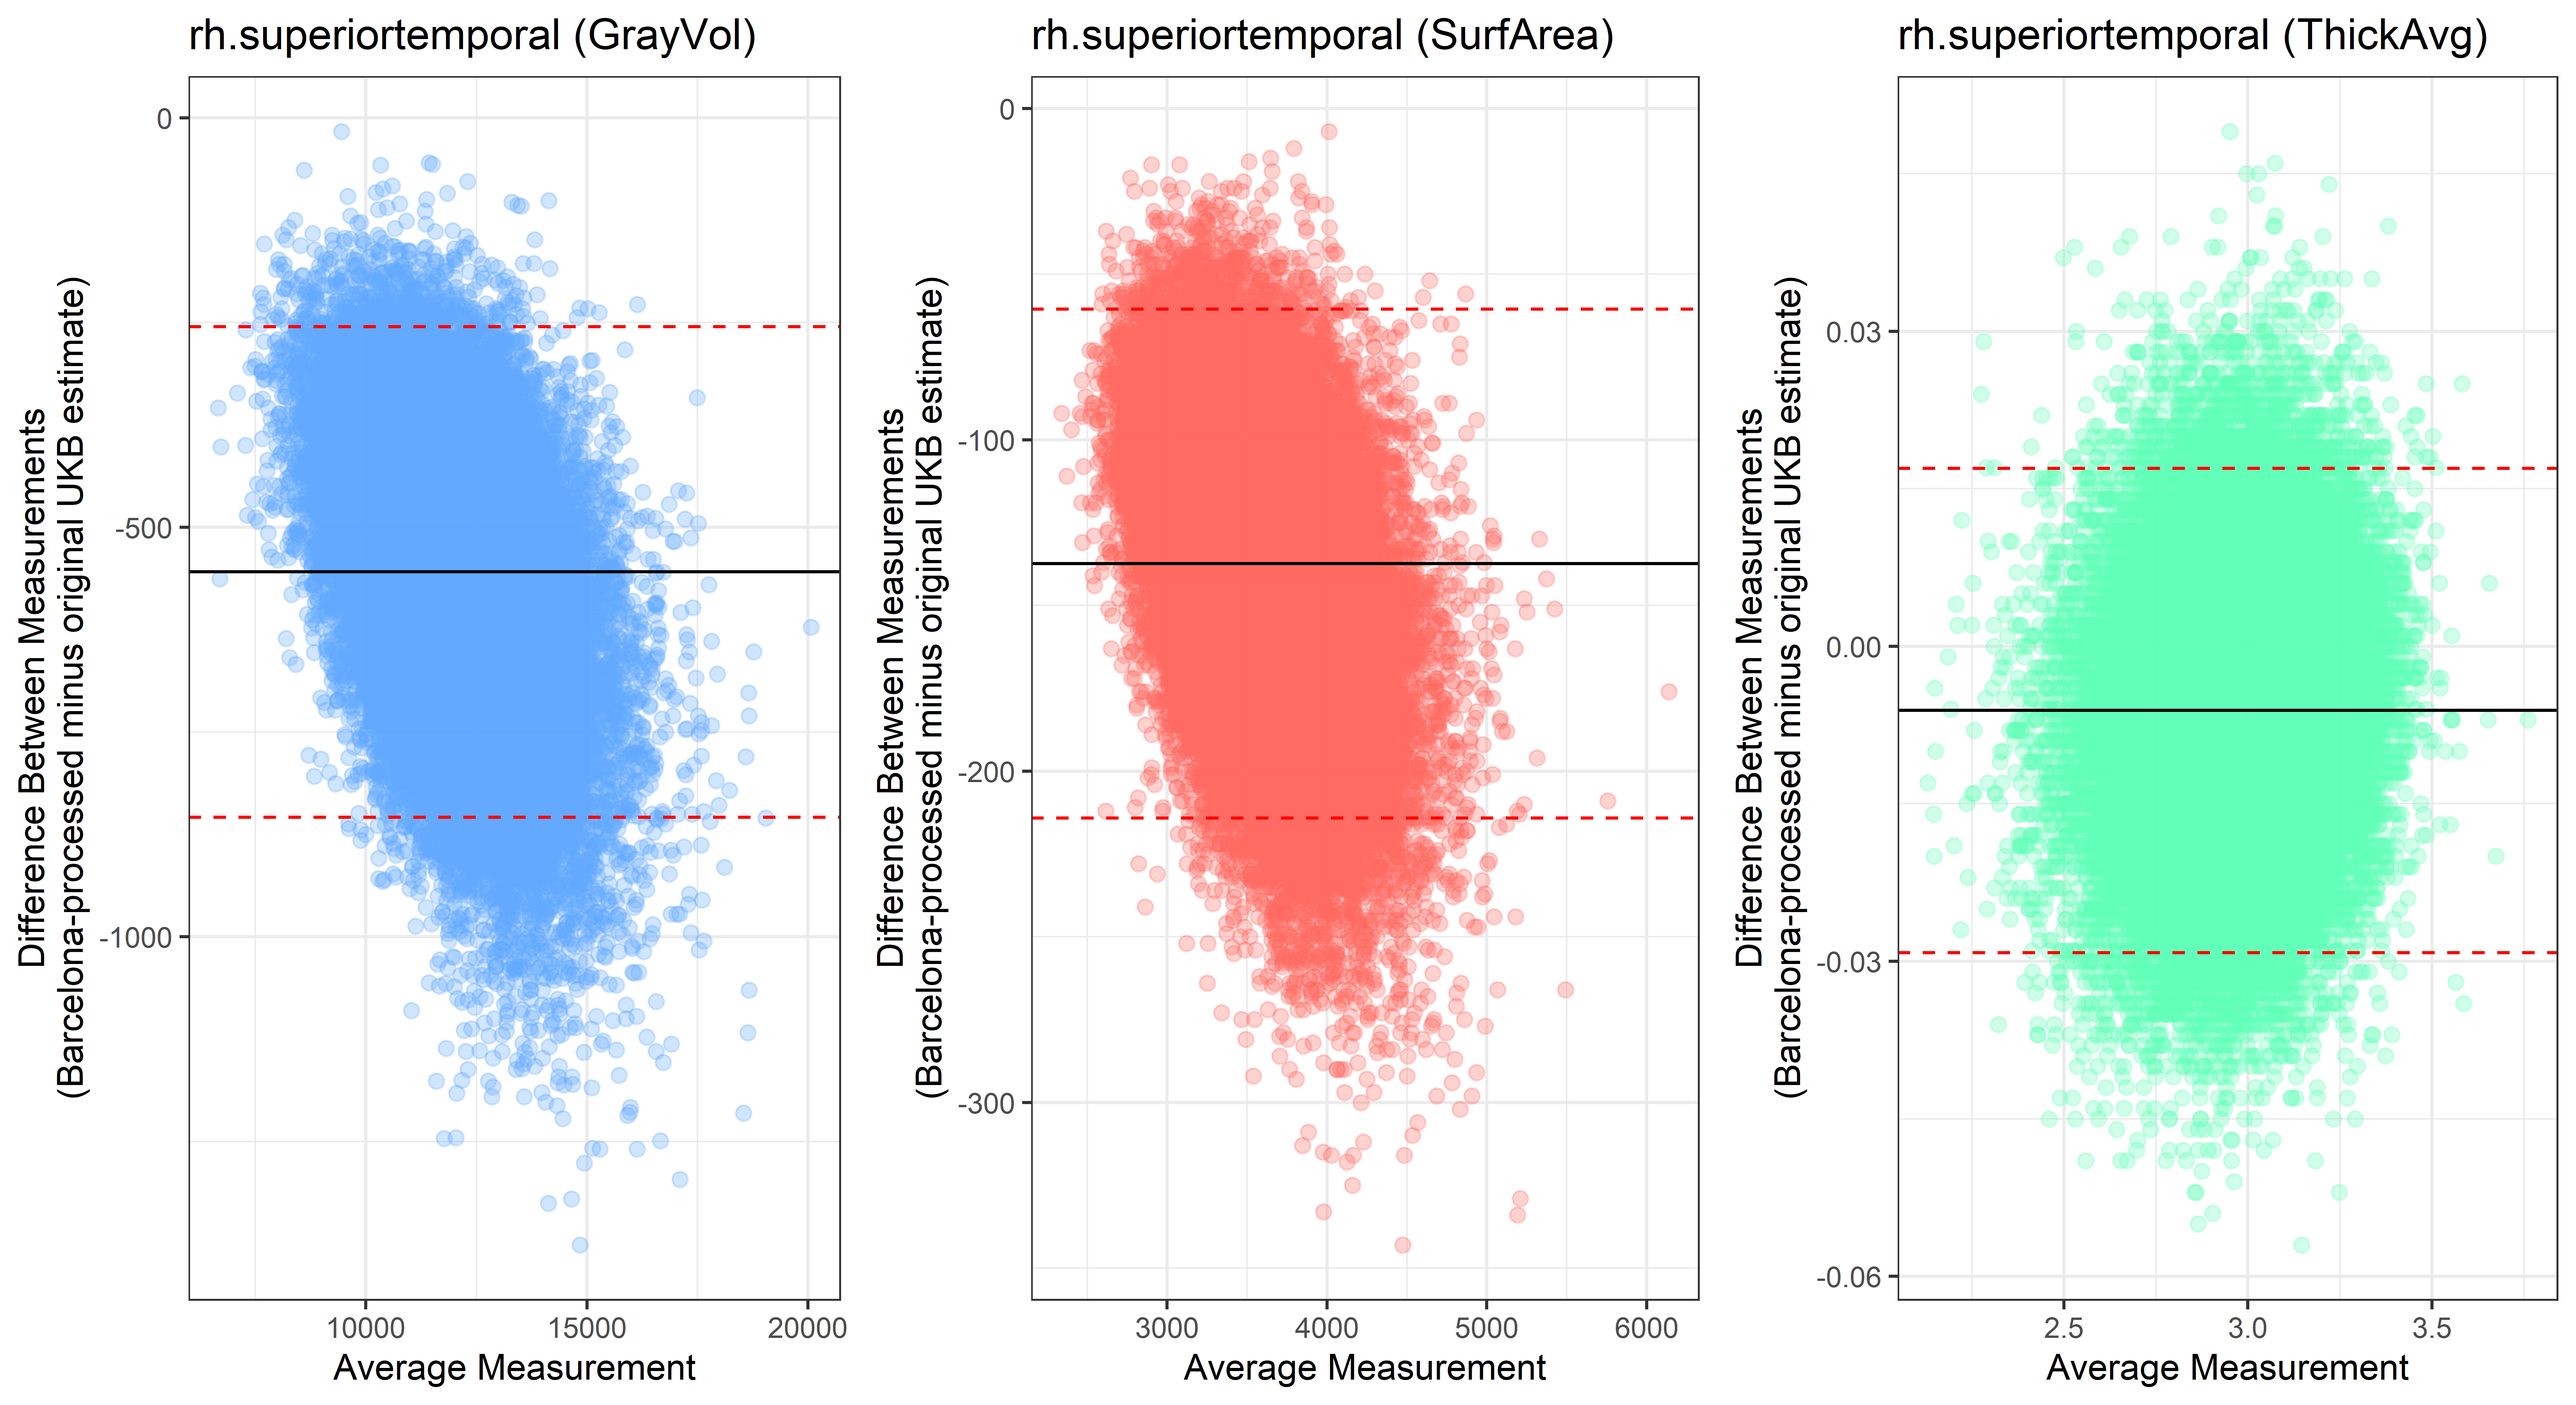 rh.superiortemporal (GrayVol)
Difference Between Measurements
(Barcelona-processed minus original UKB estimate)
0
-500
-1000
10000
15000
20000
Average Measurement
rh.superiortemporal (SurfArea)
Difference Between Measurements
(Barcelona-processed minus original UKB estimate)
0
-100
-200
-300
3000
4000
5000
6000
Average Measurement
rh.superiortemporal (ThickAvg)
Difference Between Measurements
(Barcelona-processed minus original UKB estimate)
0.03
0.00
-0.03
-0.06
2.5
3.0
3.5
Average Measurement